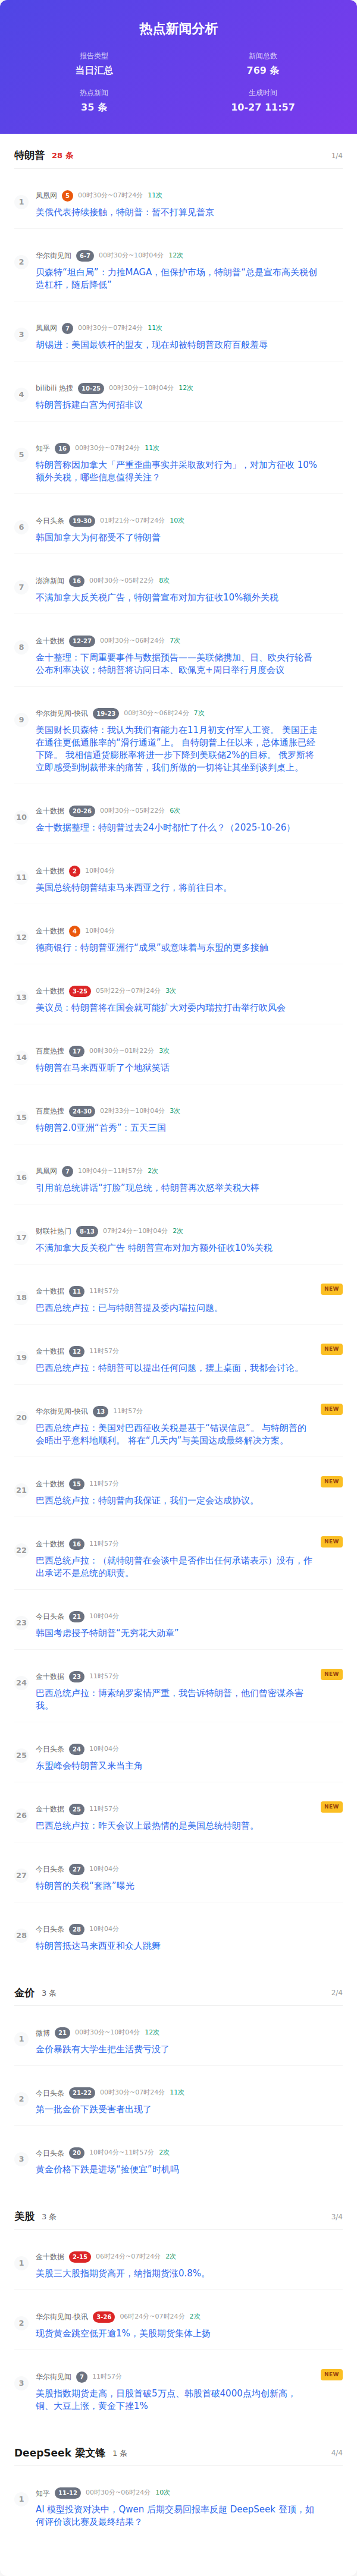 热点新闻分析
报告类型
当日汇总
新闻总数
769 条
热点新闻
35 条
生成时间
10-27 11:57
特朗普 28 条 1/4
1
凤凰网 5 00时30分~07时24分 11次
美俄代表持续接触，特朗普：暂不打算见普京
2
华尔街见闻 6-7 00时30分~10时04分 12次
贝森特“坦白局”：力推MAGA，但保护市场，特朗普“总是宣布高关税创
造杠杆，随后降低”
3
凤凰网 7 00时30分~07时24分 11次
胡锡进：美国最铁杆的盟友，现在却被特朗普政府百般羞辱
4
bilibili 热搜 10-25 00时30分~10时04分 12次
特朗普拆建白宫为何招非议
5
知乎 16 00时30分~07时24分 11次
特朗普称因加拿大「严重歪曲事实并采取敌对行为」，对加方征收 10%
额外关税，哪些信息值得关注？
6
今日头条 19-30 01时21分~07时24分 10次
韩国加拿大为何都受不了特朗普
7
澎湃新闻 16 00时30分~05时22分 8次
不满加拿大反关税广告，特朗普宣布对加方征收10%额外关税
8
金十数据 12-27 00时30分~06时24分 7次
金十整理：下周重要事件与数据预告——美联储携加、日、欧央行轮番
公布利率决议；特朗普将访问日本、欧佩克+周日举行月度会议
9
华尔街见闻-快讯 19-23 00时30分~06时24分 7次
美国财长贝森特：我认为我们有能力在11月初支付军人工资。 美国正走
在通往更低通胀率的“滑行通道”上。 自特朗普上任以来，总体通胀已经
下降。 我相信通货膨胀率将进一步下降到美联储2%的目标。 俄罗斯将
立即感受到制裁带来的痛苦，我们所做的一切将让其坐到谈判桌上。
10
金十数据 20-26 00时30分~05时22分 6次
金十数据整理：特朗普过去24小时都忙了什么？（2025-10-26）
11
金十数据 2 10时04分
美国总统特朗普结束马来西亚之行，将前往日本。
12
金十数据 4 10时04分
德商银行：特朗普亚洲行“成果”或意味着与东盟的更多接触
13
金十数据 3-25 05时22分~07时24分 3次
美议员：特朗普将在国会就可能扩大对委内瑞拉打击举行吹风会
14
百度热搜 17 00时30分~01时22分 3次
特朗普在马来西亚听了个地狱笑话
15
百度热搜 24-30 02时33分~10时04分 3次
特朗普2.0亚洲“首秀”：五天三国
16
凤凰网 7 10时04分~11时57分 2次
引用前总统讲话“打脸”现总统，特朗普再次怒举关税大棒
17
财联社热门 8-13 07时24分~10时04分 2次
不满加拿大反关税广告 特朗普宣布对加方额外征收10%关税
18
金十数据 11 11时57分 NEW
巴西总统卢拉：已与特朗普提及委内瑞拉问题。
19
金十数据 12 11时57分 NEW
巴西总统卢拉：特朗普可以提出任何问题，摆上桌面，我都会讨论。
20
华尔街见闻-快讯 13 11时57分 NEW
巴西总统卢拉：美国对巴西征收关税是基于“错误信息”。 与特朗普的
会晤出乎意料地顺利。 将在“几天内”与美国达成最终解决方案。
21
金十数据 15 11时57分 NEW
巴西总统卢拉：特朗普向我保证，我们一定会达成协议。
22
金十数据 16 11时57分 NEW
巴西总统卢拉：（就特朗普在会谈中是否作出任何承诺表示）没有，作
出承诺不是总统的职责。
23
今日头条 21 10时04分
韩国考虑授予特朗普“无穷花大勋章”
24
金十数据 23 11时57分 NEW
巴西总统卢拉：博索纳罗案情严重，我告诉特朗普，他们曾密谋杀害
我。
25
今日头条 24 10时04分
东盟峰会特朗普又来当主角
26
金十数据 25 11时57分 NEW
巴西总统卢拉：昨天会议上最热情的是美国总统特朗普。
27
今日头条 27 10时04分
特朗普的关税“套路”曝光
28
今日头条 28 10时04分
特朗普抵达马来西亚和众人跳舞
金价 3 条 2/4
1
微博 21 00时30分~10时04分 12次
金价暴跌有大学生把生活费亏没了
2
今日头条 21-22 00时30分~07时24分 11次
第一批金价下跌受害者出现了
3
今日头条 20 10时04分~11时57分 2次
黄金价格下跌是进场“捡便宜”时机吗
美股 3 条 3/4
1
金十数据 2-15 06时24分~07时24分 2次
美股三大股指期货高开，纳指期货涨0.8%。
2
华尔街见闻-快讯 3-26 06时24分~07时24分 2次
现货黄金跳空低开逾1%，美股期货集体上扬
3
华尔街见闻 7 11时57分 NEW
美股指数期货走高，日股首破5万点、韩股首破4000点均创新高，
铜、大豆上涨，黄金下挫1%
DeepSeek 梁文锋 1 条 4/4
1
知乎 11-12 00时30分~06时24分 10次
AI 模型投资对决中，Qwen 后期交易回报率反超 DeepSeek 登顶，如
何评价该比赛及最终结果？